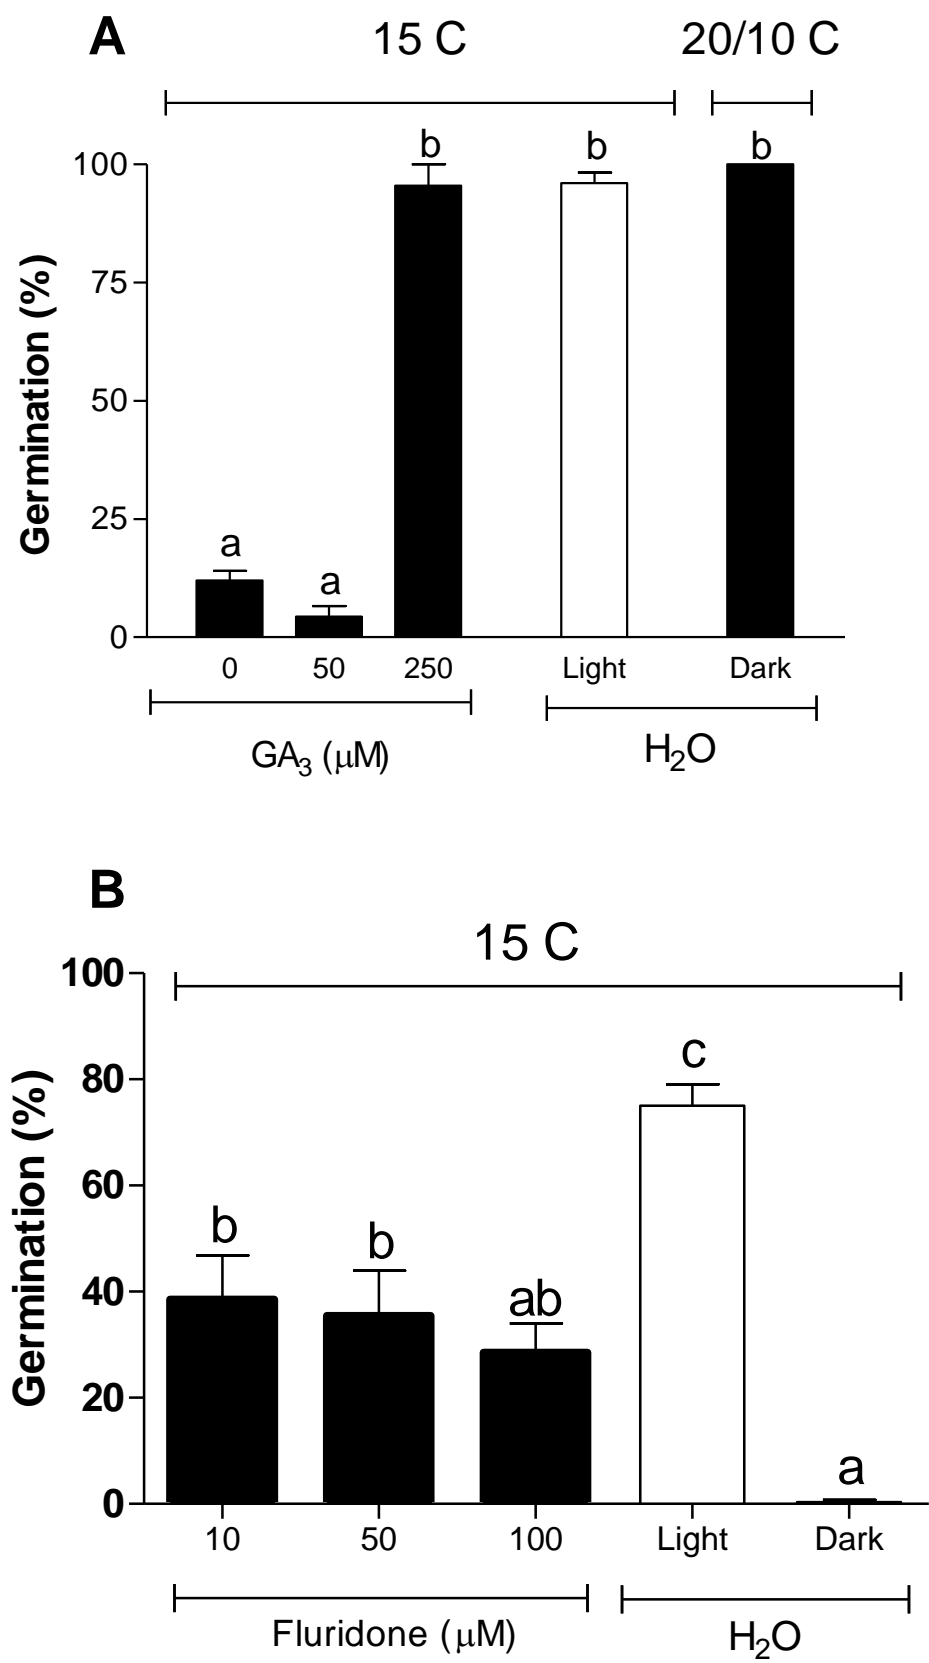 A
15 C
20/10 C
b
b
b
100
75
50
25
0
Germination (%)
a
a
0
50
250
Light
Dark
GA3 (μM)
H2O
B
15 C
100
80
60
40
20
0
Germination (%)
b
b
ab
c
a
10
50
100
Light
Dark
Fluridone (μM)
H2O